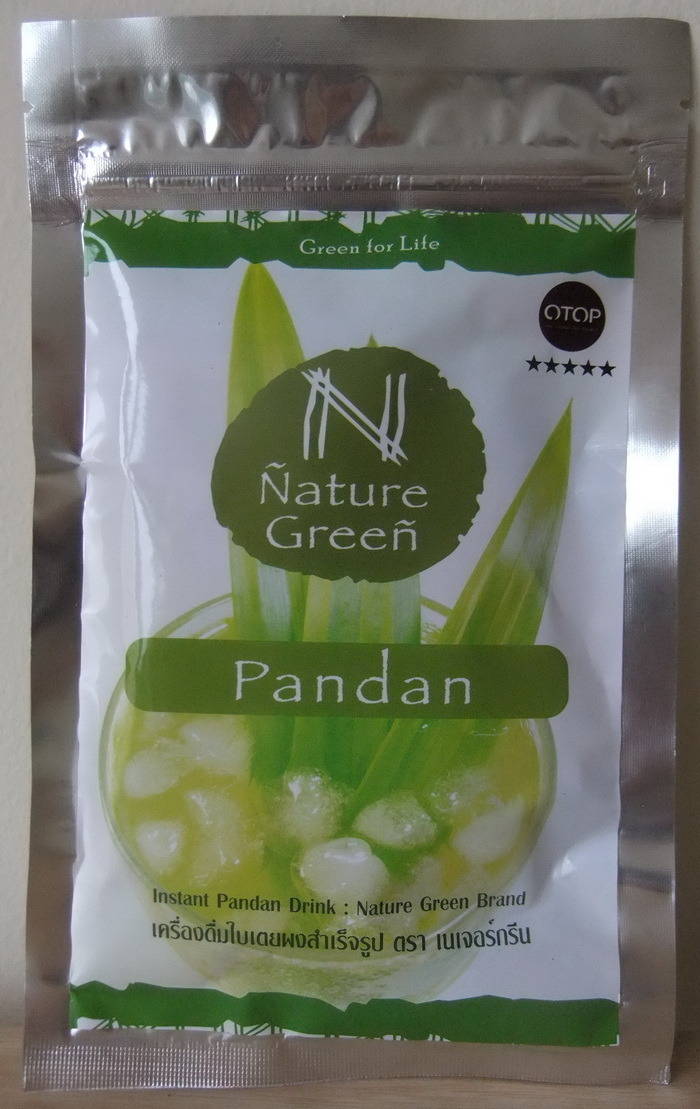 Green for Life
OTOP
★★★★★
N
Ñature
Greeñ
Pandan
Instant Pandan Drink : Nature Green Brand
เครื่องดื่มใบเตยผงสำเร็จรูป ตรา เนเจอร์กรีน